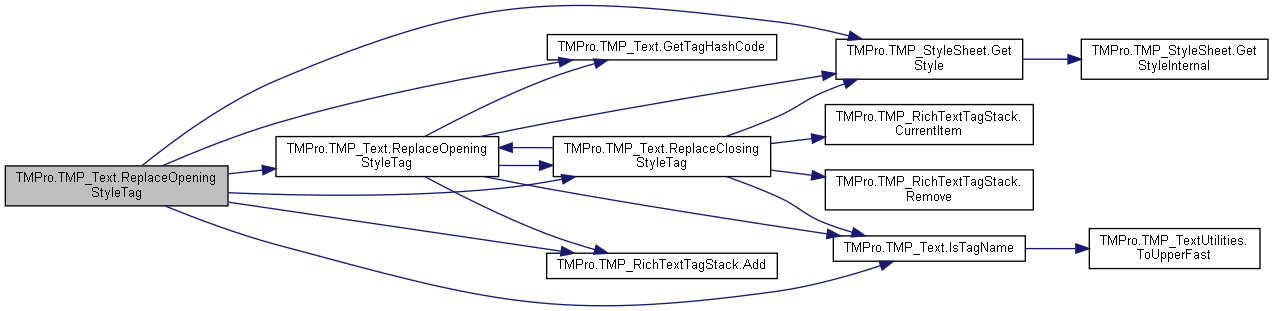 TMPro.TMP_Text.ReplaceOpening
StyleTag
TMPro.TMP_Text.ReplaceOpening
StyleTag
TMPro.TMP_Text.GetTagHashCode
TMPro.TMP_Text.ReplaceClosing
StyleTag
TMPro.TMP_RichTextTagStack.Add
TMPro.TMP_StyleSheet.Get
Style
TMPro.TMP_RichTextTagStack.
CurrentItem
TMPro.TMP_RichTextTagStack.
Remove
TMPro.TMP_Text.IsTagName
TMPro.TMP_StyleSheet.Get
StyleInternal
TMPro.TMP_TextUtilities.
ToUpperFast